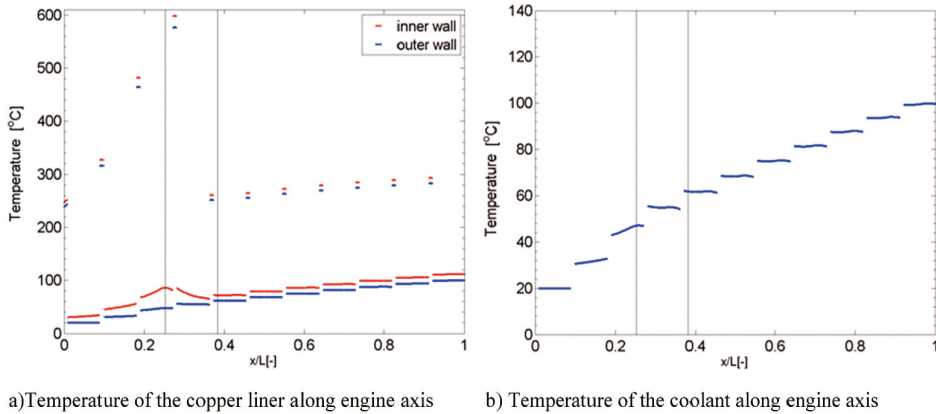 600
500
400
300
200
100
0
Temperature [°C]
inner wall
outer wall
0 0.2 0.4 0.6 0.8 1
x/L[-]
a)Temperature of the copper liner along engine axis
140
120
100
80
60
40
20
0
Temperature [°C]
0 0.2 0.4 0.6 0.8 1
x/L[-]
b) Temperature of the coolant along engine axis